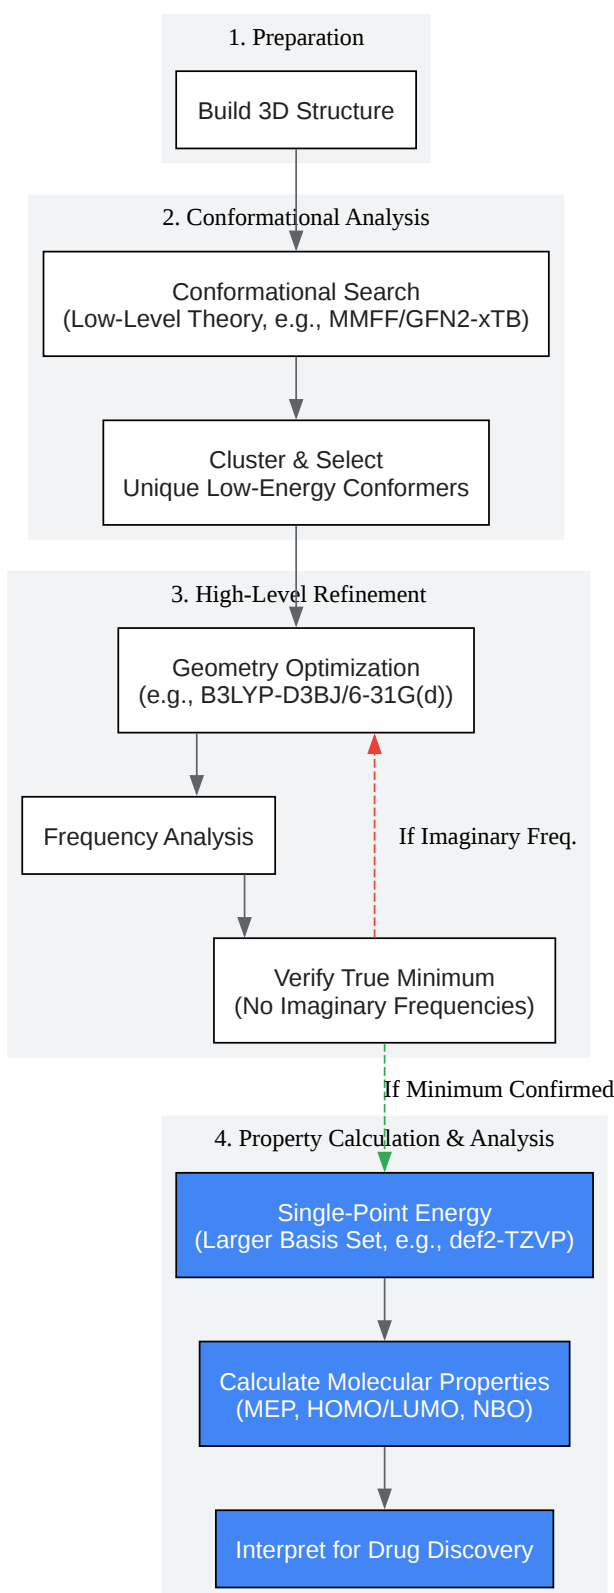 1. Preparation
Build 3D Structure
2. Conformational Analysis
Conformational Search
(Low-Level Theory, e.g., MMFF/GFN2-xTB)
Cluster & Select
Unique Low-Energy Conformers
3. High-Level Refinement
Geometry Optimization
(e.g., B3LYP-D3BJ/6-31G(d))
Frequency Analysis
If Imaginary Freq.
Verify True Minimum
(No Imaginary Frequencies)
If Minimum Confirmed
4. Property Calculation & Analysis
Single-Point Energy
(Larger Basis Set, e.g., def2-TZVP)
Calculate Molecular Properties
(MEP, HOMO/LUMO, NBO)
Interpret for Drug Discovery